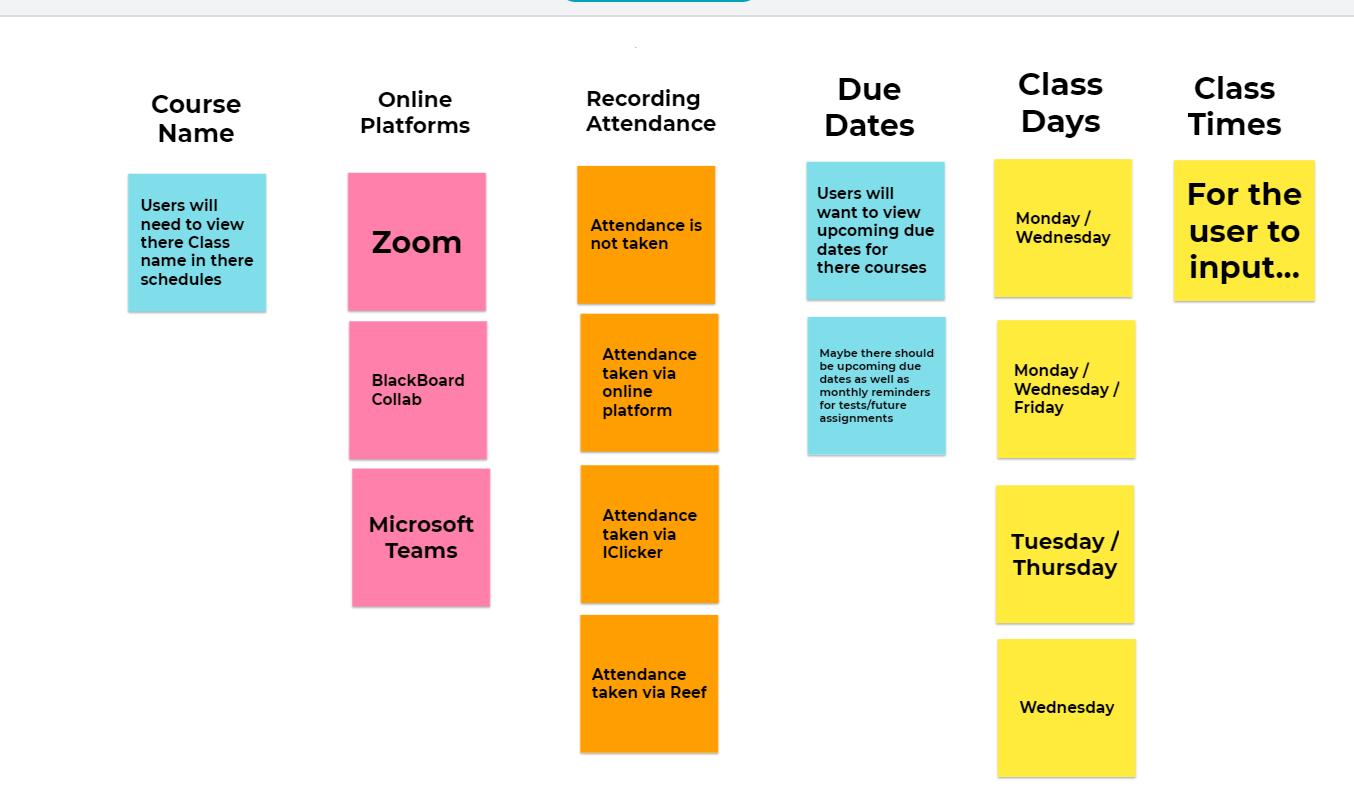 Course
Name
Users will
need to view
there Class
name in there
schedules
Online
Platforms
Zoom
BlackBoard
Collab
Microsoft
Teams
Recording
Attendance
Attendance is
not taken
Attendance
taken via
online
platform
Attendance
taken via
IClicker
Attendance
taken via Reef
Due
Dates
Users will
want to view
upcoming due
dates for
there courses
Maybe there should
be upcoming due
dates as well as
monthly reminders
for tests/future
assignments
Class
Days
Monday /
Wednesday
Monday /
Wednesday /
Friday
Tuesday /
Thursday
Wednesday
Class
Times
For the
user to
input...